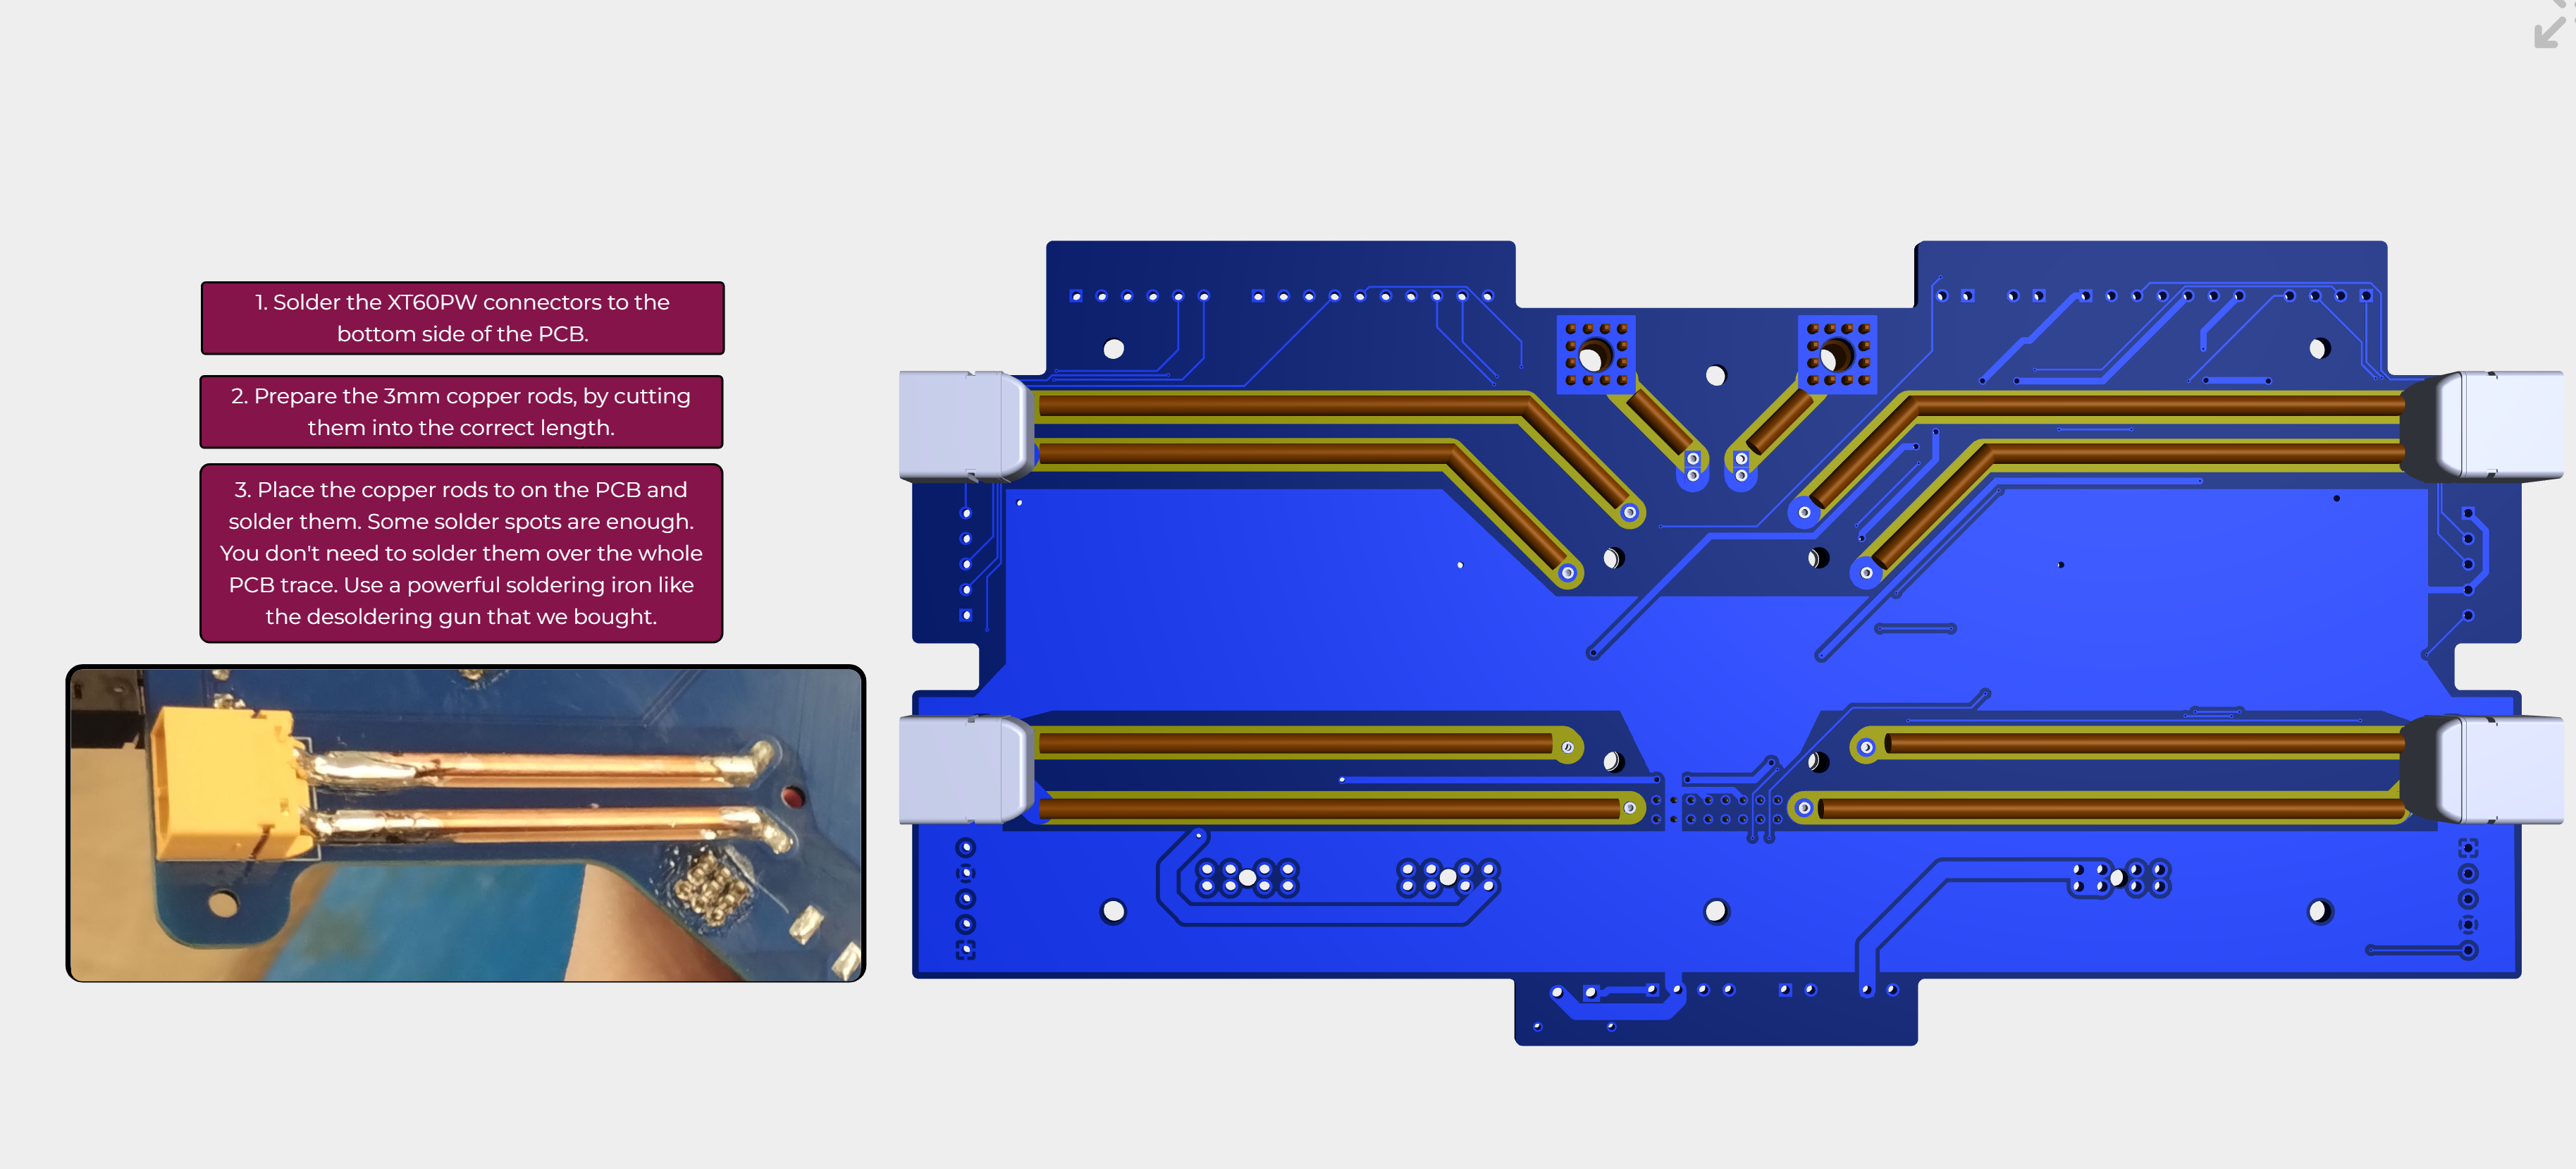 1. Solder the XT60PW connectors to the
bottom side of the PCB.
2. Prepare the 3mm copper rods, by cutting
them into the correct length.
3. Place the copper rods to on the PCB and
solder them. Some solder spots are enough.
You don't need to solder them over the whole
PCB trace. Use a powerful soldering iron like
the desoldering gun that we bought.